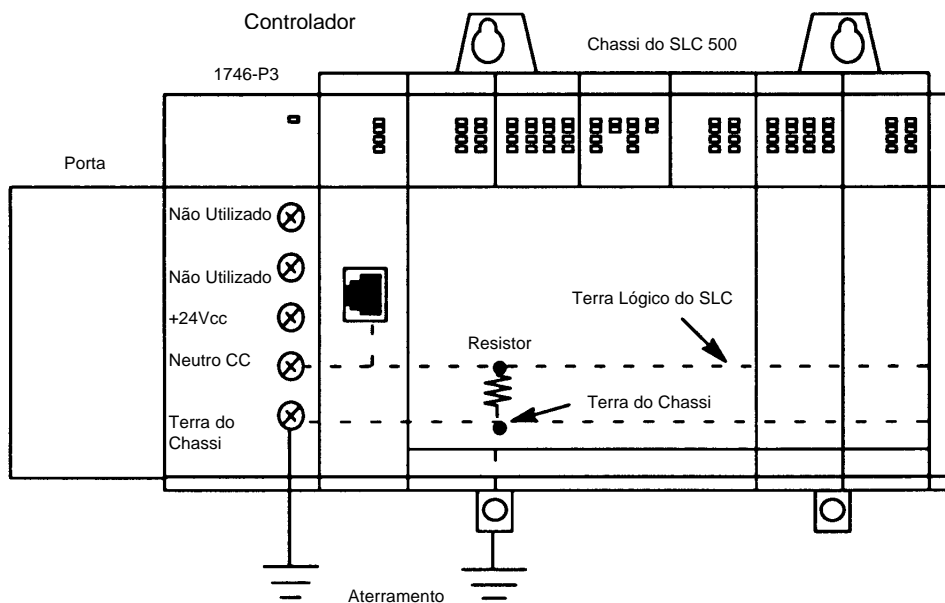 Controlador
Chassi do SLC 500
1746-P3
Porta
Não Utilizado
Não Utilizado
+24Vcc
Neutro CC
Terra do
Chassi
Terra Lógico do SLC
Resistor
Terra do Chassi
Aterramento